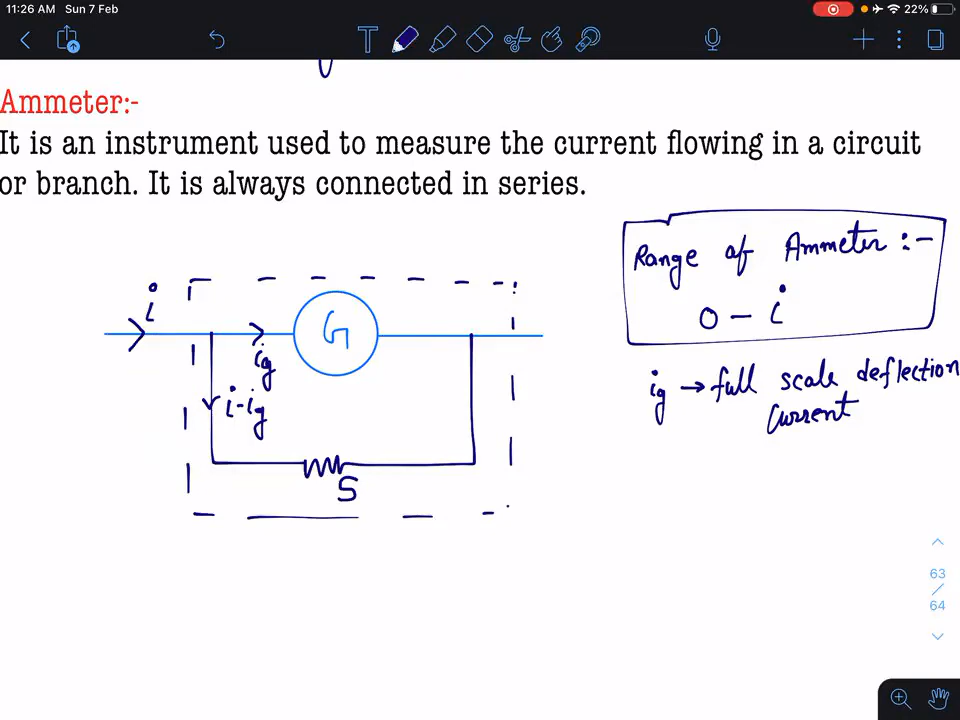 11:26 AM Sun 7 Feb
22%
Ammeter:-
It is an instrument used to measure the current flowing in a circuit
or branch. It is always connected in series.
Range of Ammeter :-
0 - i
i
G
ig
i-ig
S
ig → full scale deflection
current
63
/
64